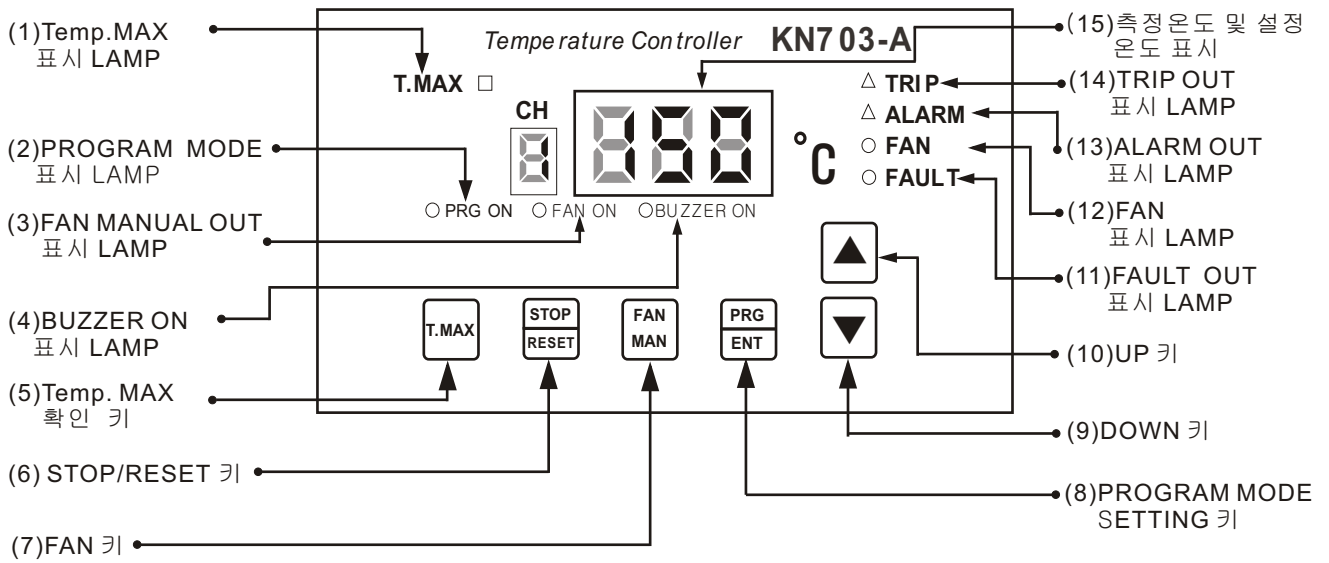 (1)Temp.MAX
표시 LAMP
(2)PROGRAM MODE
표시 LAMP
(3)FAN MANUAL OUT
표시 LAMP
(4)BUZZER ON
표시 LAMP
(5)Temp. MAX
확인 키
(6) STOP/RESET 키
(7)FAN 키
Temperature Controller KN703-A
T.MAX
CH
1
150
°C
TRIP
ALARM
FAN
FAULT
PRG ON FAN ON BUZZER ON
T.MAX
STOP
RESET
FAN
MAN
PRG
ENT
(15)측정온도 및 설정
온도 표시
(14)TRIP OUT
표시 LAMP
(13)ALARM OUT
표시 LAMP
(12)FAN
표시 LAMP
(11)FAULT OUT
표시 LAMP
(10)UP 키
(9)DOWN 키
(8)PROGRAM MODE
SETTING 키